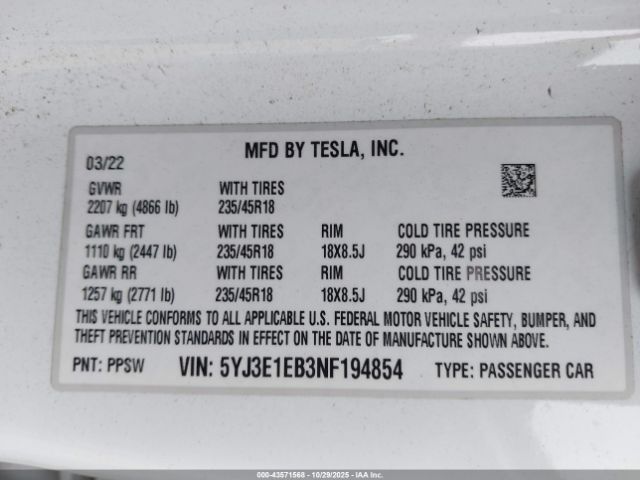 MFD BY TESLA, INC.
03/22
GVWR WITH TIRES
2207 kg (4866 lb) 235/45R18
GAWR FRT WITH TIRES RIM COLD TIRE PRESSURE
1110 kg (2447 lb) 235/45R18 18X8.5J 290 kPa, 42 psi
GAWR RR WITH TIRES RIM COLD TIRE PRESSURE
1257 kg (2771 lb) 235/45R18 18X8.5J 290 kPa, 42 psi
THIS VEHICLE CONFORMS TO ALL APPLICABLE U.S. FEDERAL MOTOR VEHICLE SAFETY, BUMPER, AND
THEFT PREVENTION STANDARDS IN EFFECT ON THE DATE OF MANUFACTURE SHOWN ABOVE.
PNT: PPSW VIN: 5YJ3E1EB3NF194854 TYPE: PASSENGER CAR
000-43571568 - 10/29/2025 - IAA Inc.